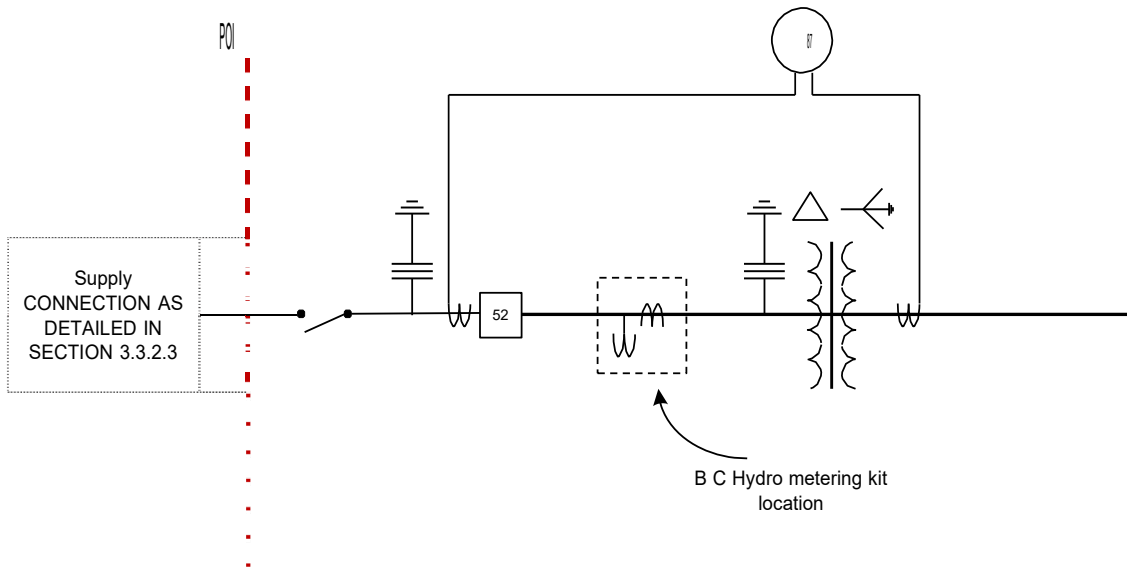 POI
87
Supply
CONNECTION AS
DETAILED IN
SECTION 3.3.2.3
52
B C Hydro metering kit
location